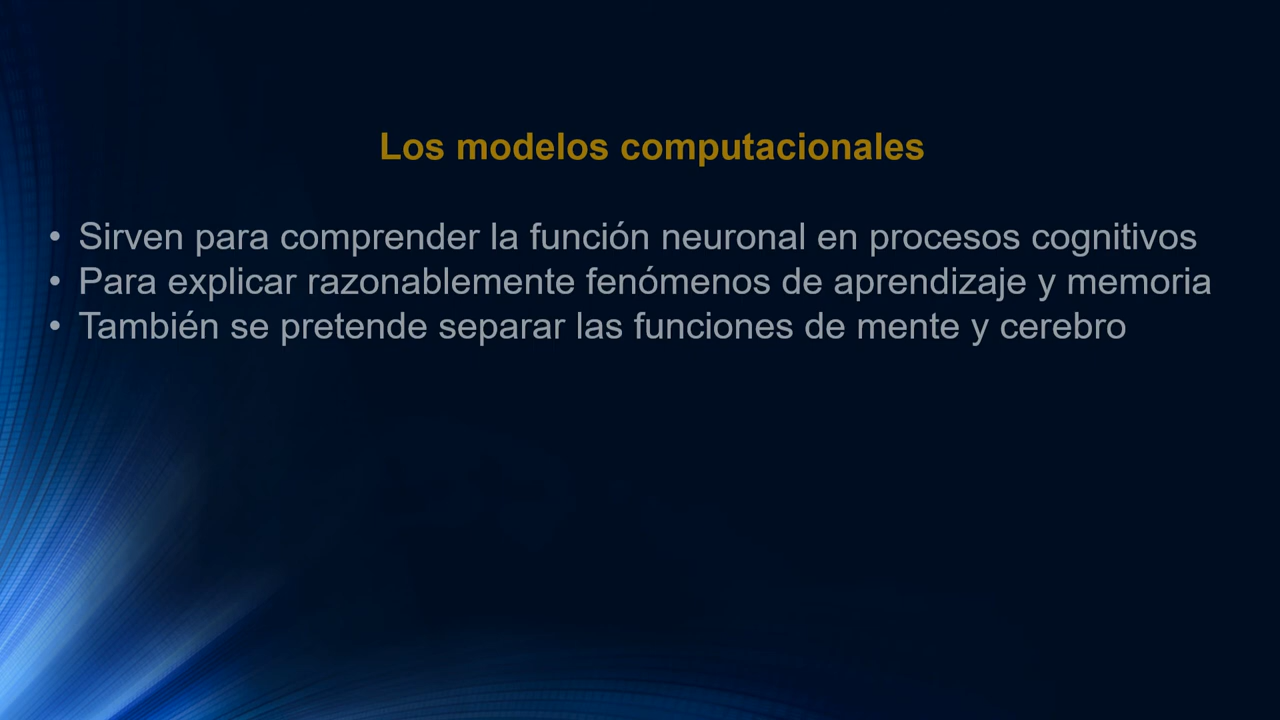 Los modelos computacionales
• Sirven para comprender la función neuronal en procesos cognitivos
• Para explicar razonablemente fenómenos de aprendizaje y memoria
• También se pretende separar las funciones de mente y cerebro